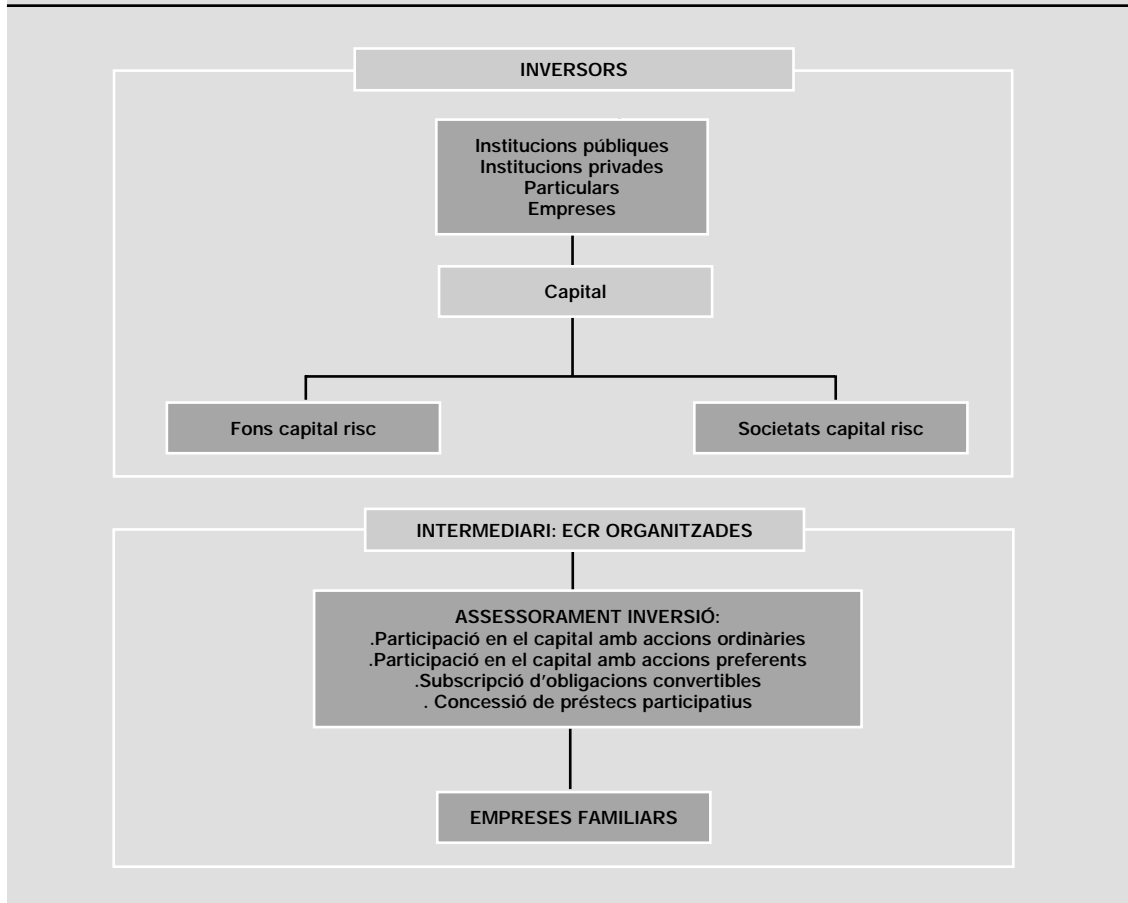 INVERSORS
Institucions públiques
Institucions privades
Particulars
Empreses
Capital
Fons capital risc
Societats capital risc
INTERMEDIARI: ECR ORGANITZADES
ASSESSORAMENT INVERSIÓ:
.Participació en el capital amb accions ordinàries
.Participació en el capital amb accions preferents
.Subscripció d'obligacions convertibles
. Concessió de préstecs participatius
EMPRESES FAMILIARS